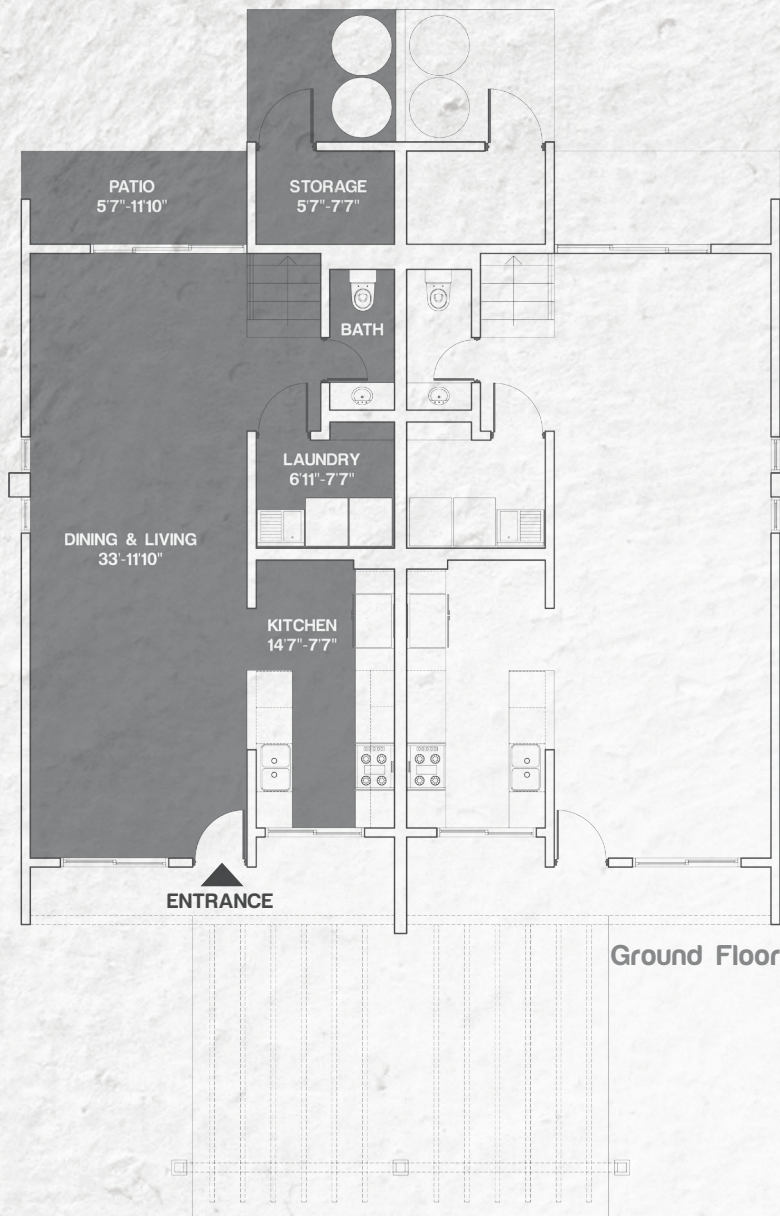 PATIO
5'7"-11'10"
STORAGE
5'7"-7'7"
BATH
LAUNDRY
6'11"-7'7"
DINING & LIVING
33'-11'10"
KITCHEN
14'7"-7'7"
ENTRANCE
Ground Floor